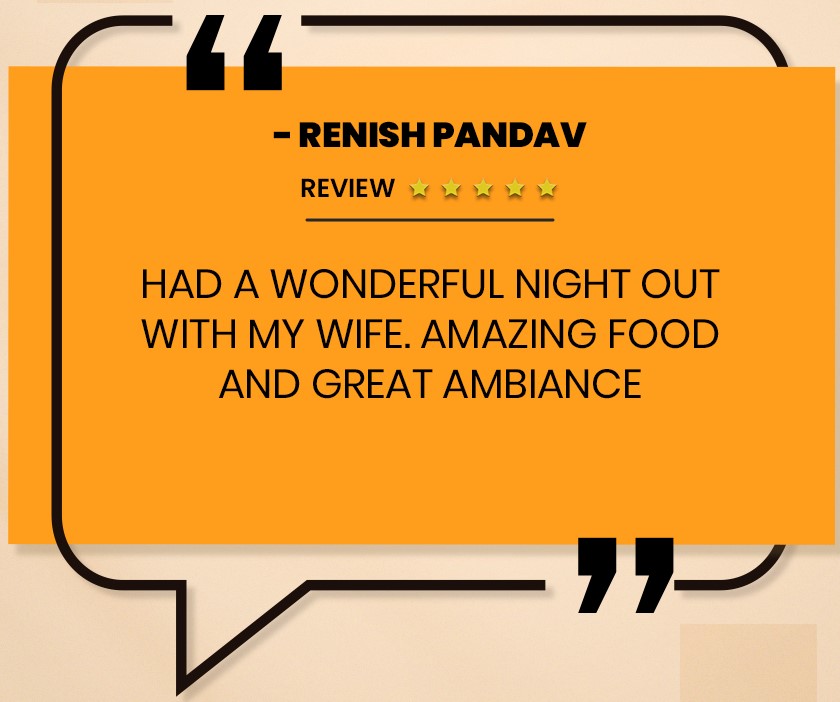 “
- RENISH PANDAV
REVIEW ★ ★ ★ ★ ★
HAD A WONDERFUL NIGHT OUT
WITH MY WIFE. AMAZING FOOD
AND GREAT AMBIANCE
”